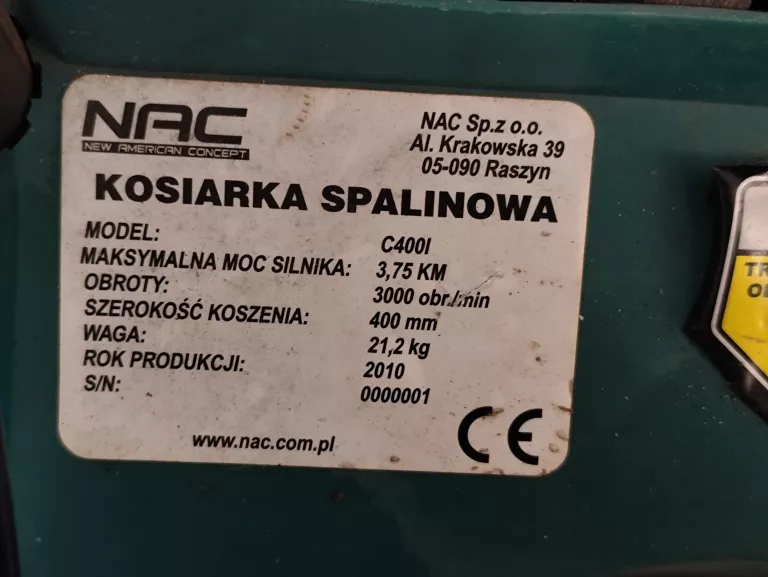 NAC
NEW AMERICAN CONCEPT
NAC Sp.z o.o.
Al. Krakowska 39
05-090 Raszyn
KOSIARKA SPALINOWA
MODEL: C400I
MAKSYMALNA MOC SILNIKA: 3,75 KM
OBROTY: 3000 obr./min
SZEROKOŚĆ KOSZENIA: 400 mm
WAGA: 21,2 kg
ROK PRODUKCJI: 2010
S/N: 0000001
www.nac.com.pl
CE